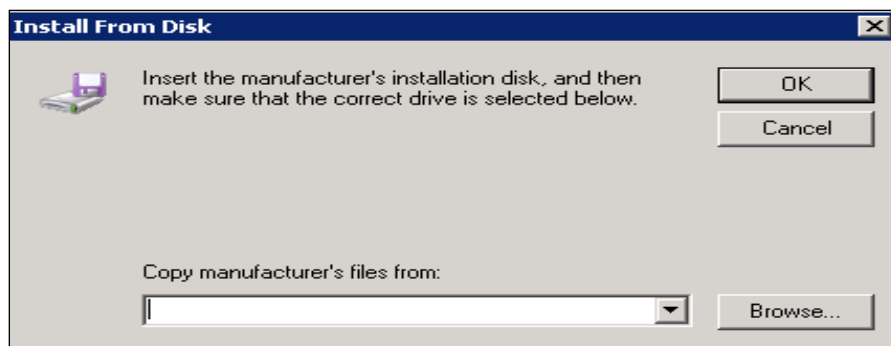 Install From Disk
Insert the manufacturer's installation disk, and then
make sure that the correct drive is selected below.
OK
Cancel
Copy manufacturer's files from:
Browse...